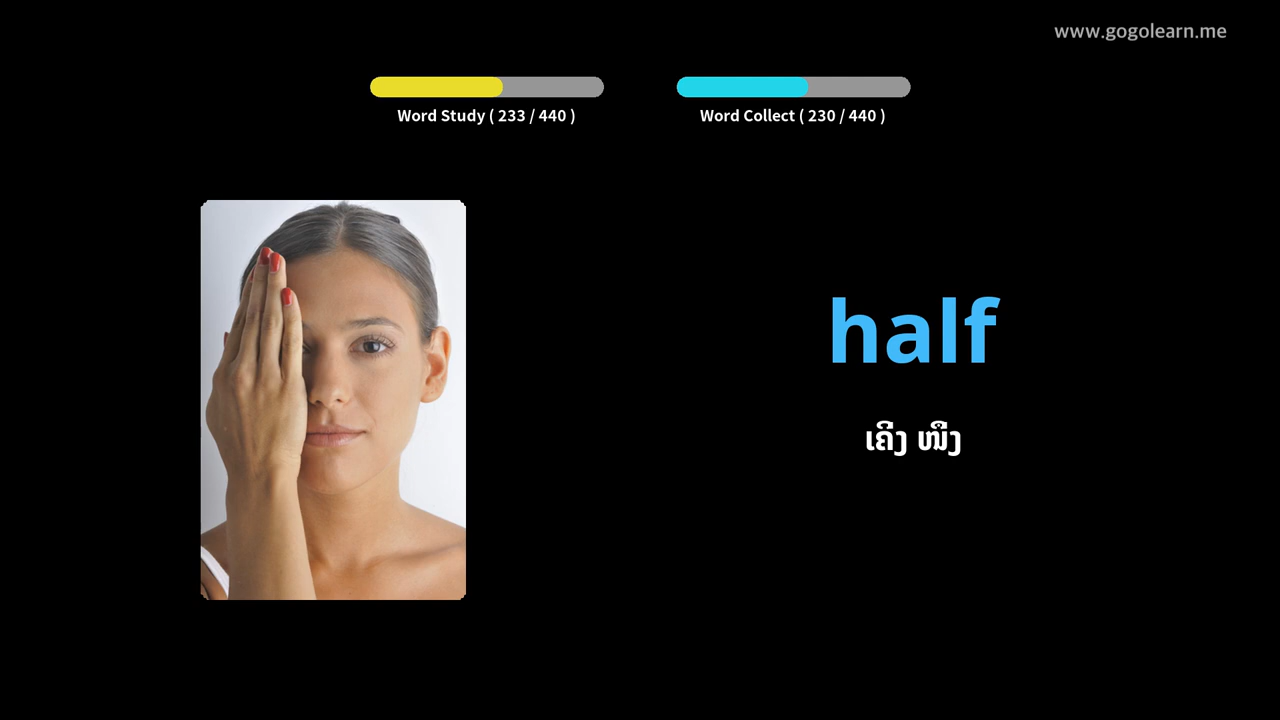 www.gogolearn.me
Word Study ( 233 / 440 )
Word Collect ( 230 / 440 )
half
ເຄີງ ໜຶງ